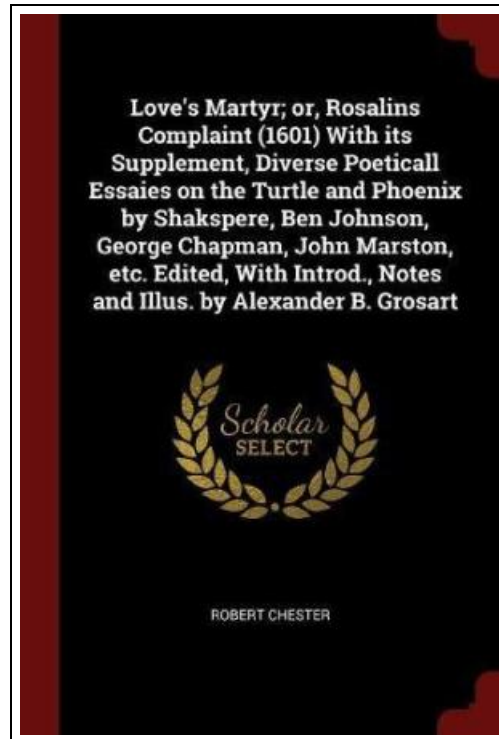 Love's Martyr; or, Rosalins
Complaint (1601) With its
Supplement, Diverse Poeticall
Essaies on the Turtle and Phoenix
by Shakspere, Ben Johnson,
George Chapman, John Marston,
etc. Edited, With Introd., Notes
and Illus. by Alexander B. Grosart
Scholar
SELECT
ROBERT CHESTER